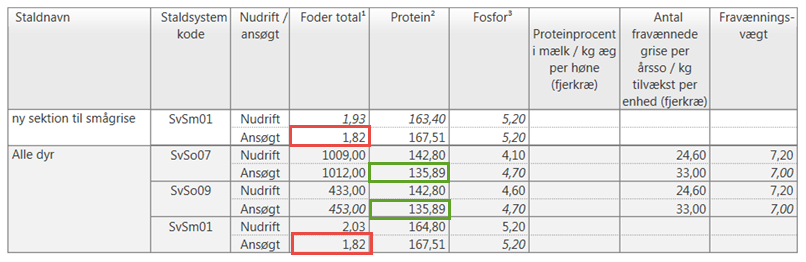 Staldnavn Staldsystem kode Nudrift / ansøgt Foder total¹ Protein² Fosfor³ Proteinprocent i mælk / kg æg per høne (fjerkræ) Antal fravænnede grise per årsso / kg tilvækst per enhed (fjerkræ) Fravænnings- vægt
ny sektion til smågrise SvSm01 Nudrift 1,93 163,40 5,20
Ansøgt 1,82 167,51 5,20
Alle dyr SvSo07 Nudrift 1009,00 142,80 4,10 24,60 7,20
Ansøgt 1012,00 135,89 4,70 33,00 7,00
SvSo09 Nudrift 433,00 142,80 4,60 24,60 7,20
Ansøgt 453,00 135,89 4,70 33,00 7,00
SvSm01 Nudrift 2,03 164,80 5,20
Ansøgt 1,82 167,51 5,20